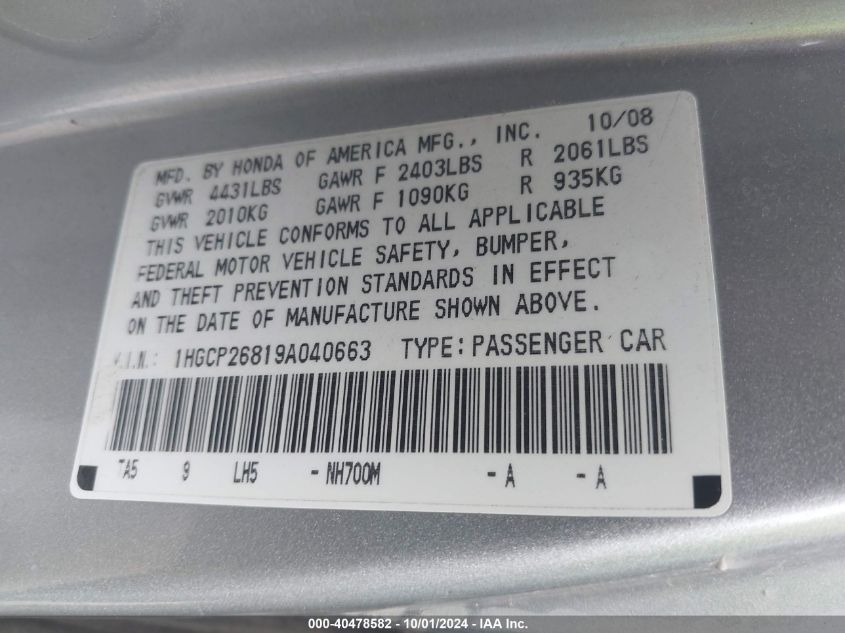 MFD. BY HONDA OF AMERICA MFG., INC. 10/08
GVWR 4431LBS GAWR F 2403LBS R 2061LBS
GVWR 2010KG GAWR F 1090KG R 935KG
THIS VEHICLE CONFORMS TO ALL APPLICABLE
FEDERAL MOTOR VEHICLE SAFETY, BUMPER,
AND THEFT PREVENTION STANDARDS IN EFFECT
ON THE DATE OF MANUFACTURE SHOWN ABOVE.
V.I.N.: 1HGCP26819A040663 TYPE: PASSENGER CAR
TA5 9 LH5 - NH700M - A - A
000-40478582 - 10/01/2024 - IAA Inc.